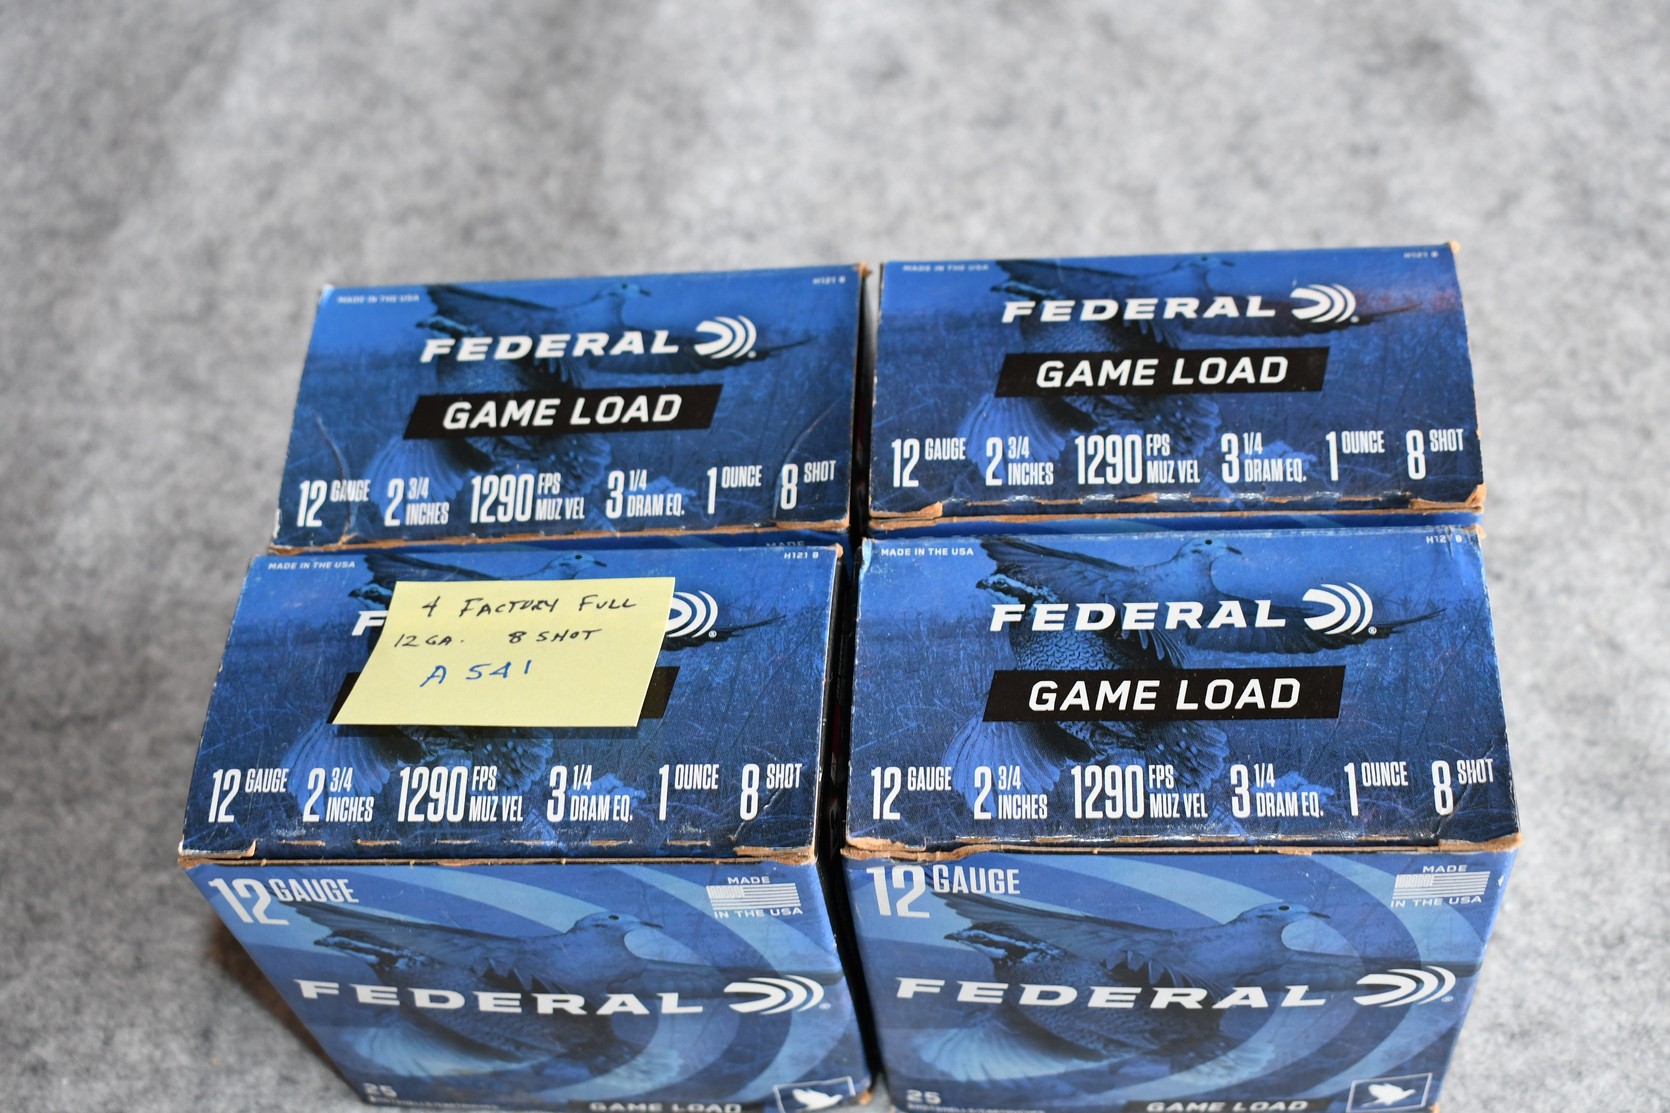 MADE IN THE USA H121 8
FEDERAL
GAME LOAD
12 GAUGE 2 3/4 INCHES 1290 FPS MUZ VEL 3 1/4 DRAM EQ. 1 OUNCE 8 SHOT
MADE IN THE USA H121 8
FEDERAL
GAME LOAD
12 GAUGE 2 3/4 INCHES 1290 FPS MUZ VEL 3 1/4 DRAM EQ. 1 OUNCE 8 SHOT
MADE IN THE USA H121 8
4 FACTORY FULL
12 GA. 8 SHOT
A 541
12 GAUGE 2 3/4 INCHES 1290 FPS MUZ VEL 3 1/4 DRAM EQ. 1 OUNCE 8 SHOT
MADE IN THE USA H121 8
FEDERAL
GAME LOAD
12 GAUGE 2 3/4 INCHES 1290 FPS MUZ VEL 3 1/4 DRAM EQ. 1 OUNCE 8 SHOT
12 GAUGE
MADE
IN THE USA
FEDERAL
25
GAME LOAD
12 GAUGE
MADE
IN THE USA
FEDERAL
25
GAME LOAD